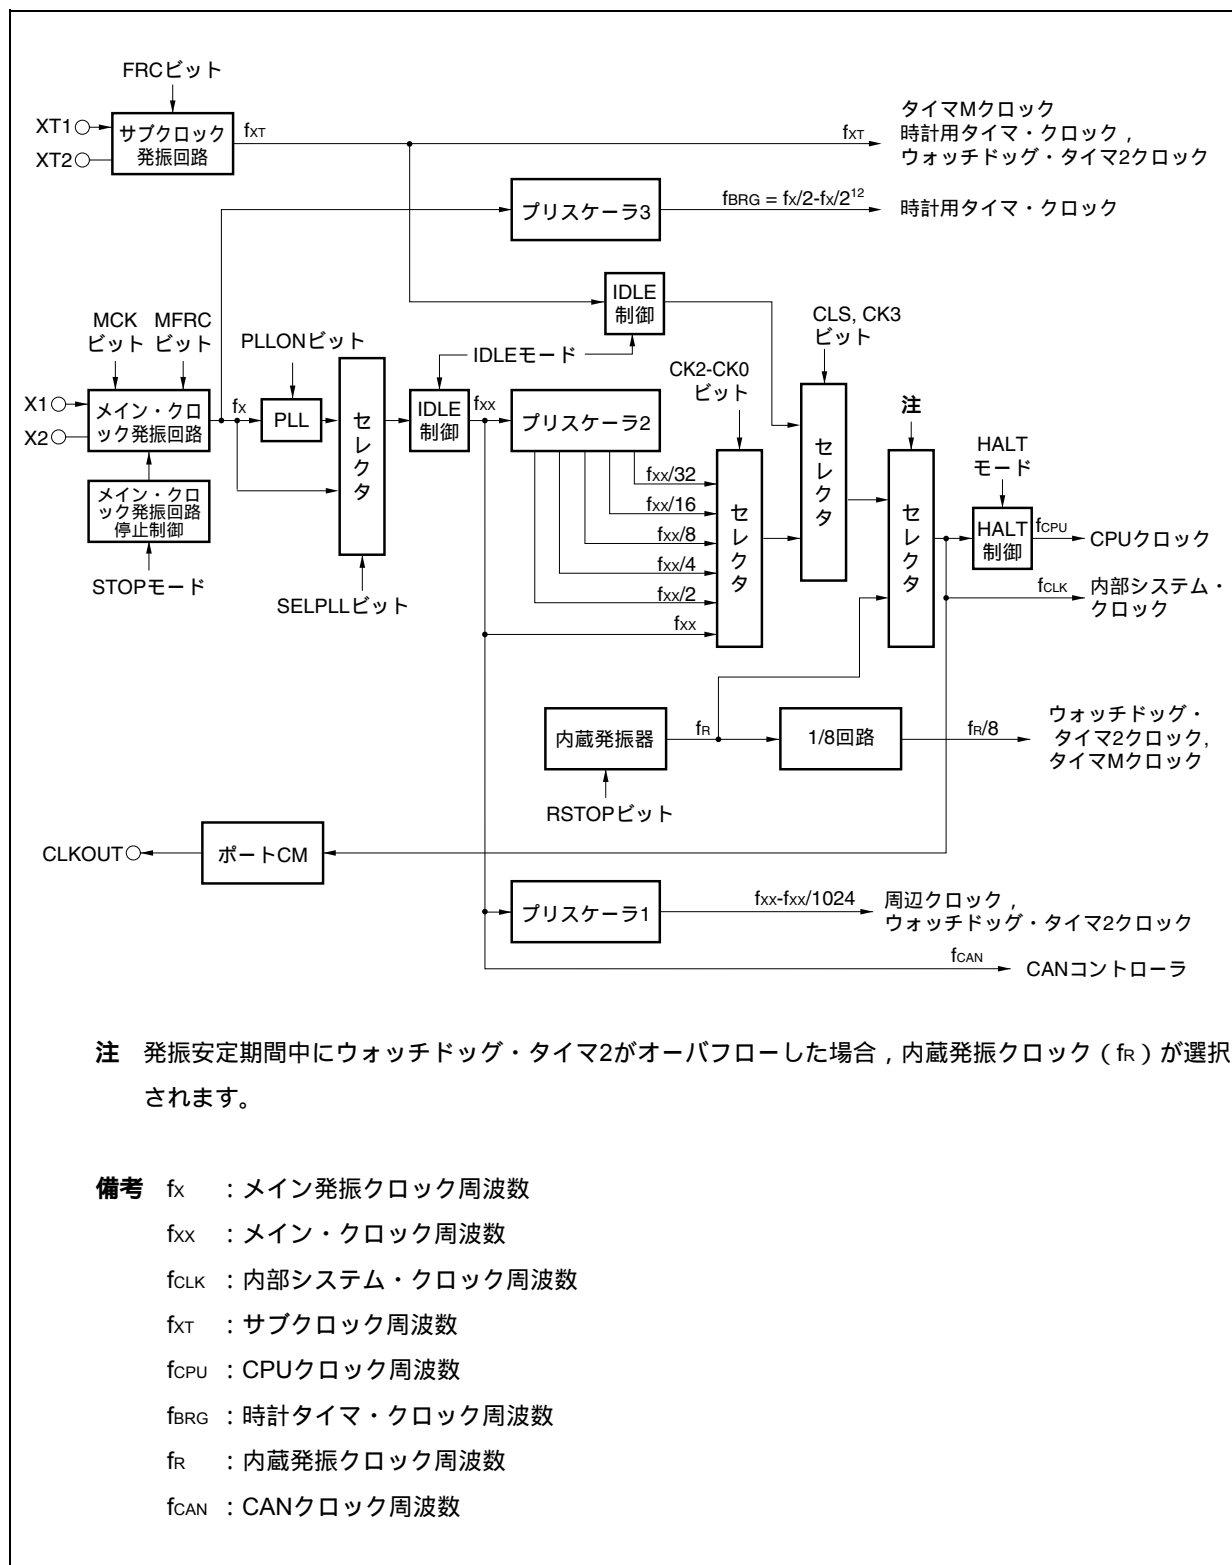 FRCビット
XT1
XT2
サブクロック
発振回路
fXT
fXT
タイマMクロック
時計用タイマ・クロック，
ウォッチドッグ・タイマ2クロック
プリスケーラ3
fBRG = fX/2-fX/2¹²
時計用タイマ・クロック
IDLE
制御
MCK
ビット
MFRC
ビット
PLLONビット
IDLEモード
CLS, CK3
ビット
CK2-CK0
ビット
X1
X2
メイン・クロ
ック発振回路
fX
PLL
セレクタ
IDLE
制御
fXX
プリスケーラ2
注
HALT
モード
メイン・クロ
ック発振回路
停止制御
STOPモード
SELPLLビット
fXX/32
fXX/16
fXX/8
fXX/4
fXX/2
fXX
セレクタ
セレクタ
セレクタ
HALT
制御
fCPU
CPUクロック
fCLK
内部システム・
クロック
内蔵発振器
fR
1/8回路
fR/8
ウォッチドッグ・
タイマ2クロック,
タイマMクロック
RSTOPビット
CLKOUT
ポートCM
プリスケーラ1
fXX-fXX/1024
周辺クロック，
ウォッチドッグ・タイマ2クロック
fCAN
CANコントローラ
注 発振安定期間中にウォッチドッグ・タイマ2がオーバフローした場合，内蔵発振クロック（fR）が選択
されます。
備考 fX ：メイン発振クロック周波数
fXX ：メイン・クロック周波数
fCLK ：内部システム・クロック周波数
fXT ：サブクロック周波数
fCPU ：CPUクロック周波数
fBRG ：時計タイマ・クロック周波数
fR ：内蔵発振クロック周波数
fCAN ：CANクロック周波数